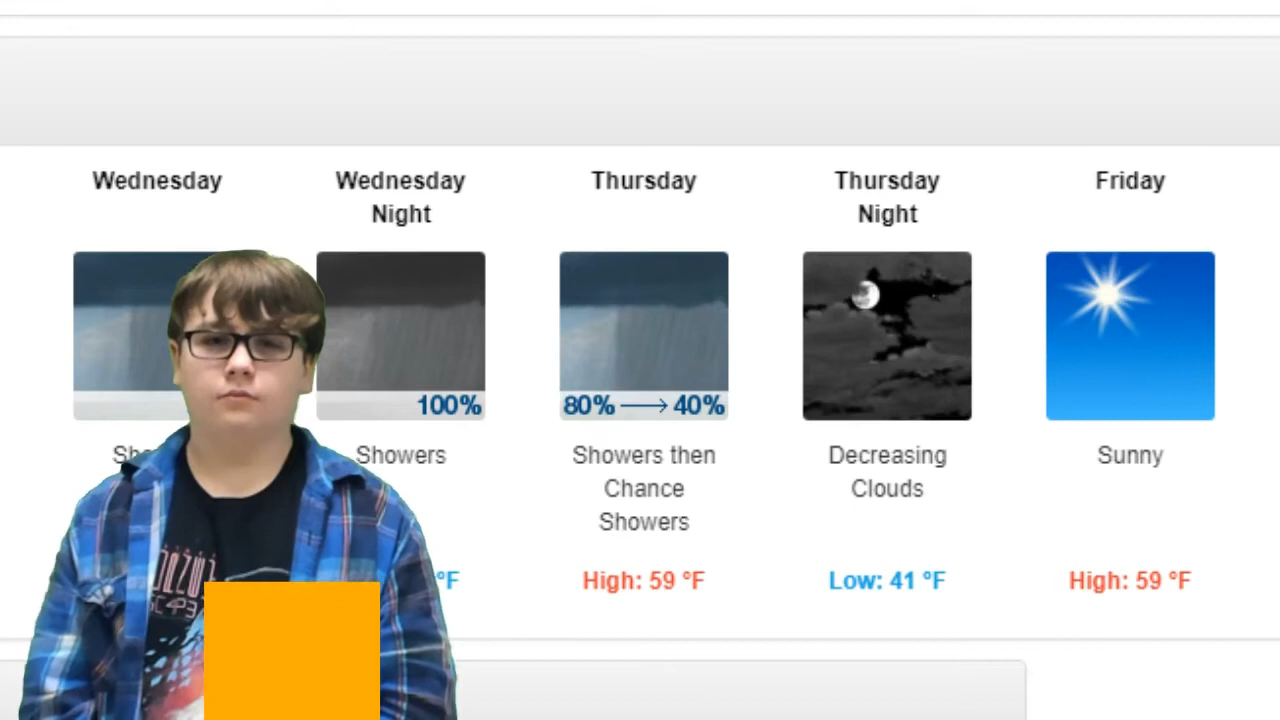 Wednesday
Wednesday
Night
Thursday
Thursday
Night
Friday
100%
80% → 40%
Showers
Showers then
Chance
Showers
Decreasing
Clouds
Sunny
°F
High: 59 °F
Low: 41 °F
High: 59 °F